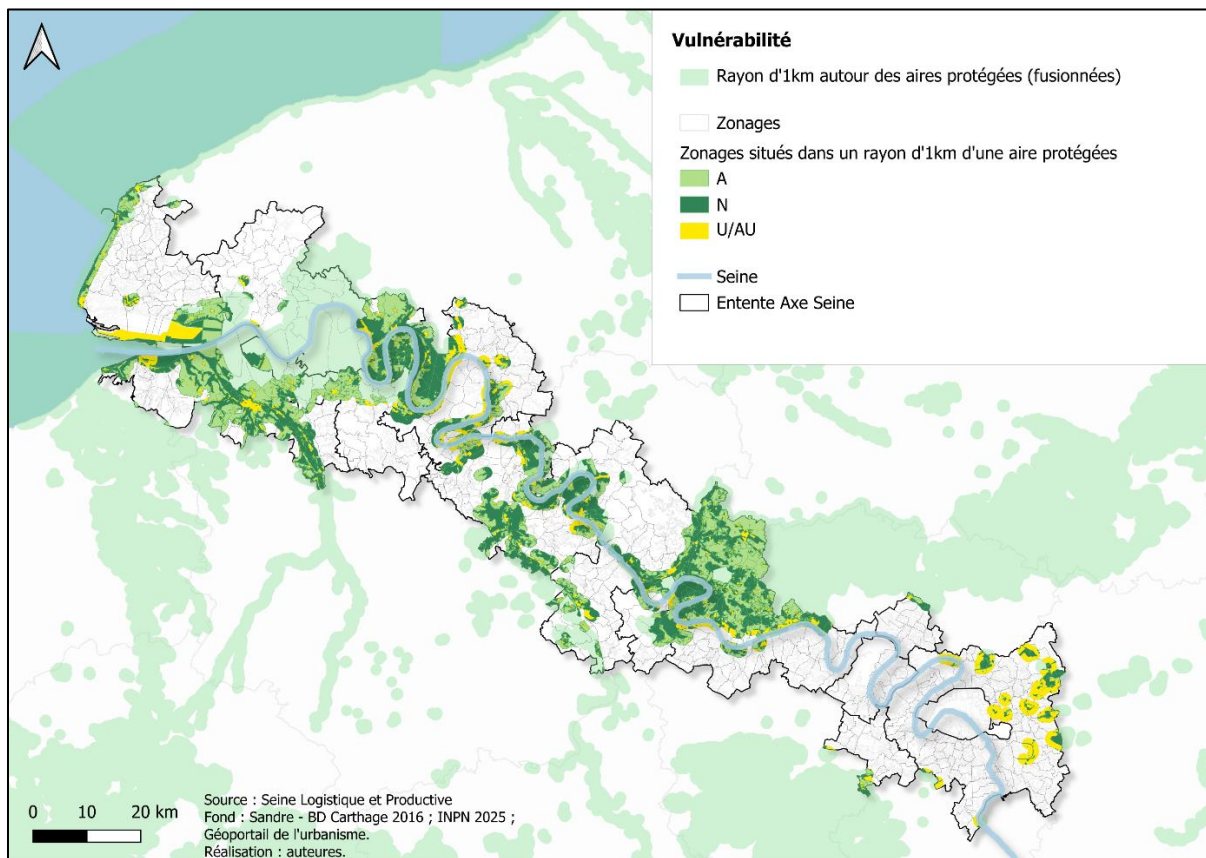 Vulnérabilité
Rayon d'1km autour des aires protégées (fusionnées)
Zonages
Zonages situés dans un rayon d'1km d'une aire protégées
A
N
U/AU
Seine
Entente Axe Seine
0 10 20 km
Source : Seine Logistique et Productive
Fond : Sandre - BD Carthage 2016 ; INPN 2025 ;
Géoportail de l'urbanisme.
Réalisation : auteures.